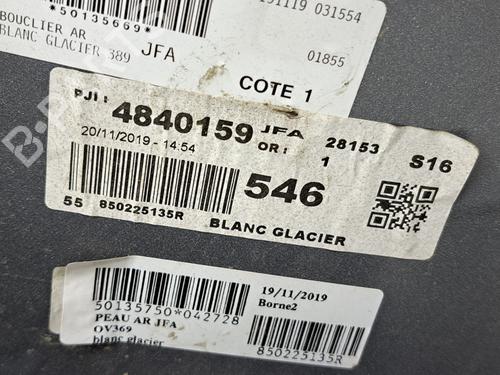 *50135669*
BOUCLIER AR
BLANC GLACIER 389
JFA
031554
01855
COTE 1
PJI: 4840159 JFA 28153 S16
20/11/2019 - 14:54 OR: 1
546
55 850225135R BLANC GLACIER
50135750*042728
PEAU AR JFA
OV369
blanc glacier
19/11/2019
Borne2
850225135R